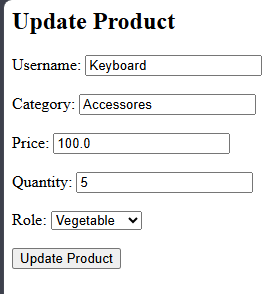 Update Product
Username: Keyboard
Category: Accessores
Price: 100.0
Quantity: 5
Role: Vegetable
Update Product